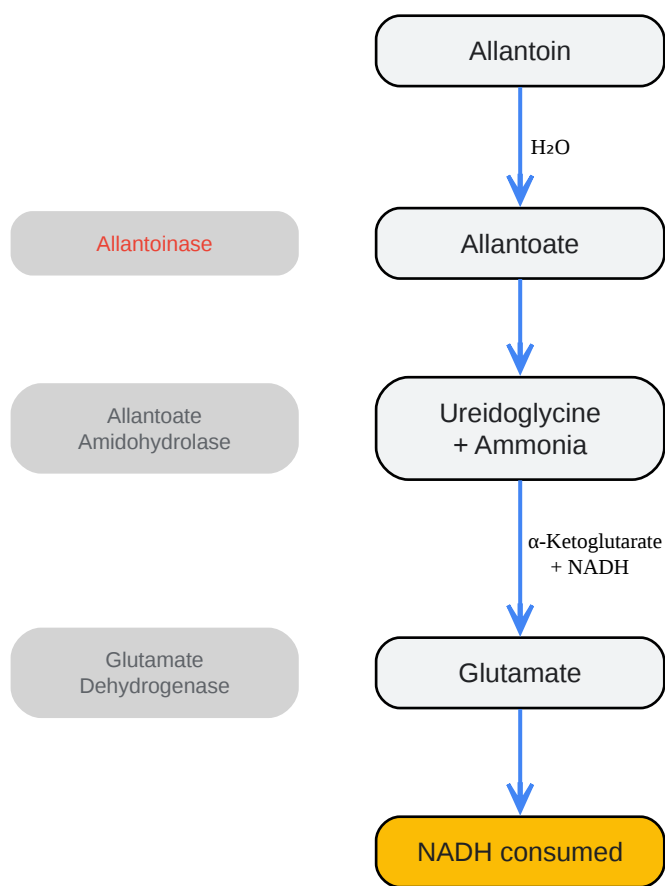 Allantoin
H₂O
Allantoinase
Allantoate
Allantoate
Amidohydrolase
Ureidoglycine
+ Ammonia
α-Ketoglutarate
+ NADH
Glutamate
Dehydrogenase
Glutamate
NADH consumed